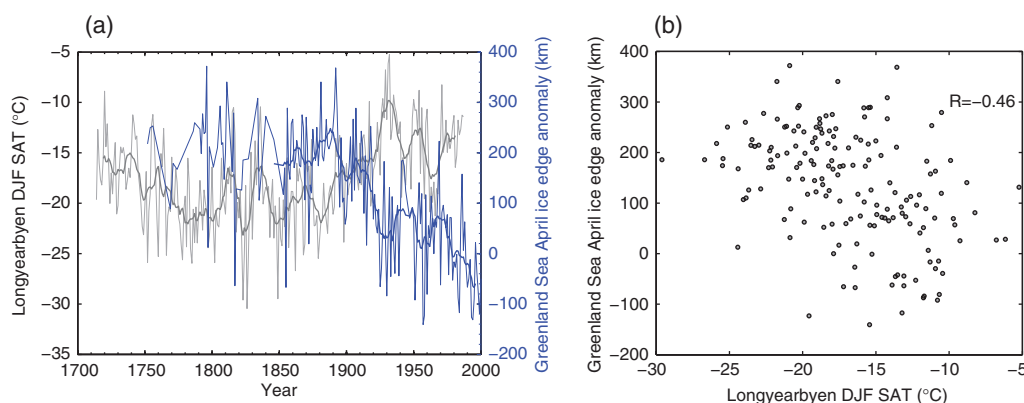 (a)
−5
−10
−15
−20
−25
−30
−35
Longyearbyen DJF SAT (°C)
1700 1750 1800 1850 1900 1950 2000
Year
400
300
200
100
0
−100
−200
Greenland Sea April ice edge anomaly (km)
(b)
400
300
200
100
0
−100
−200
Greenland Sea April ice edge anomaly (km)
R=−0.46
−30 −25 −20 −15 −10 −5
Longyearbyen DJF SAT (°C)